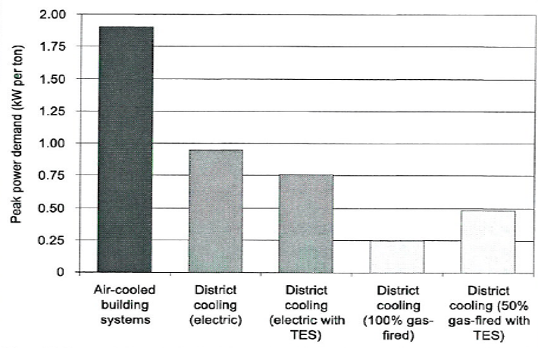 Peak power demand (kW per ton)
2.00
1.75
1.50
1.25
1.00
0.75
0.50
0.25
0
Air-cooled
building
systems
District
cooling
(electric)
District
cooling
(electric with
TES)
District
cooling
(100% gas-
fired)
District
cooling (50%
gas-fired with
TES)